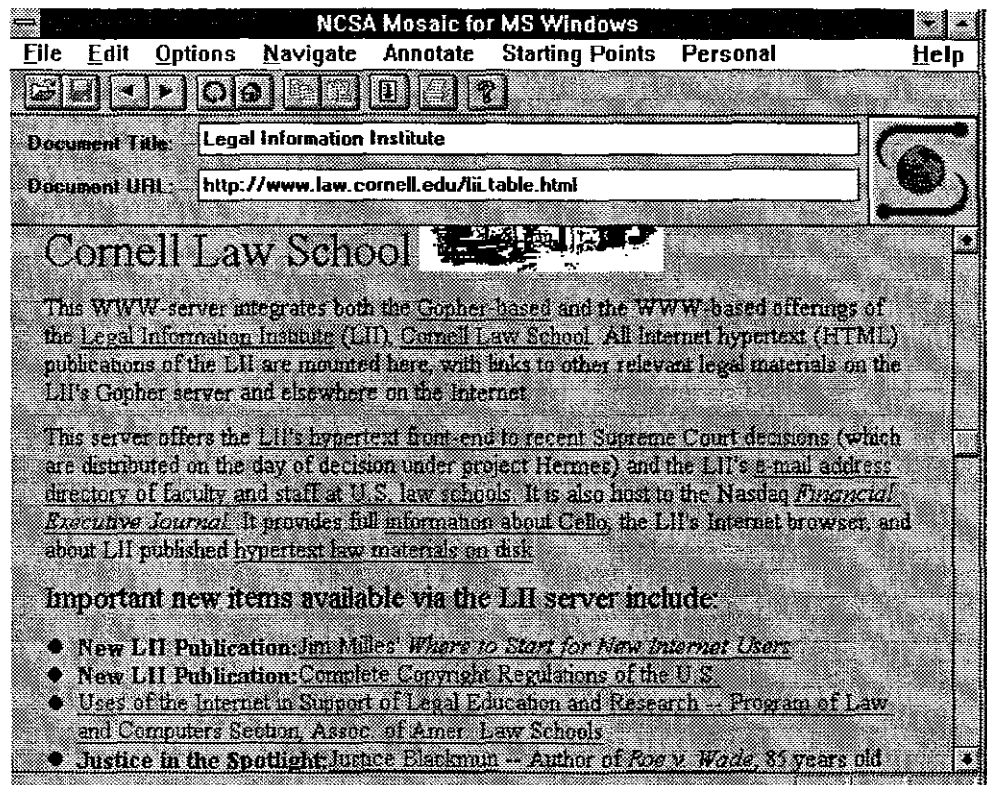 NCSA Mosaic for MS Windows
File Edit Options Navigate Annotate Starting Points Personal Help
Document Title: Legal Information Institute
Document URL: http://www.law.cornell.edu/lii.table.html
Cornell Law School
This WWW-server integrates both the Gopher-based and the WWW-based offerings of
the Legal Information Institute (LII), Cornell Law School. All Internet hypertext (HTML)
publications of the LII are mounted here, with links to other relevant legal materials on the
LII's Gopher server and elsewhere on the Internet.
This server offers the LII's hypertext front-end to recent Supreme Court decisions (which
are distributed on the day of decision under project Hermes) and the LII's e-mail address
directory of faculty and staff at U.S. law schools. It is also host to the Nasdaq Financial
Executive Journal. It provides full information about Cello, the LII's Internet browser, and
about LII published hypertext law materials on disk.
Important new items available via the LII server include:
New LII Publication:Jim Milles' Where to Start for New Internet Users
New LII Publication:Complete Copyright Regulations of the U.S.
Uses of the Internet in Support of Legal Education and Research -- Program of Law
and Computers Section, Assoc. of Amer. Law Schools
Justice in the Spotlight:Justice Blackmun -- Author of Roe v. Wade, 85 years old